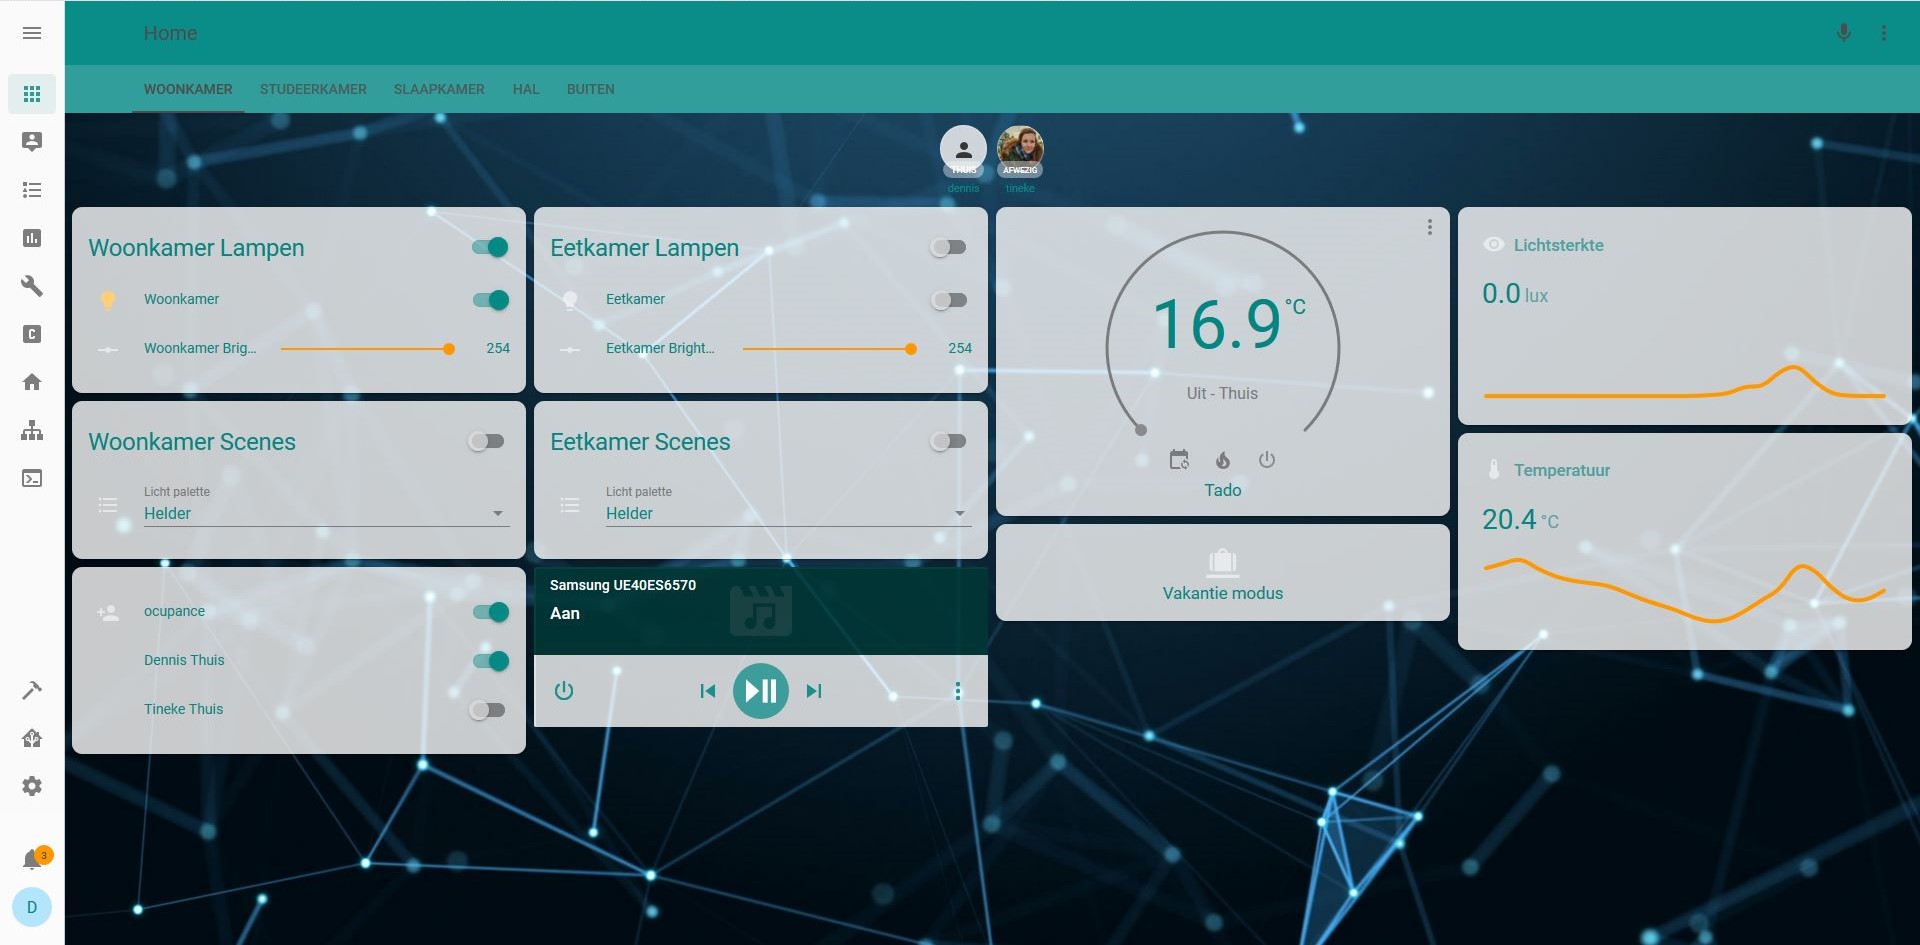 Home
WOONKAMER
STUDEERKAMER
SLAAPKAMER
HAL
BUITEN
THUIS
AFWEZIG
dennis
tineke
Woonkamer Lampen
Woonkamer
Woonkamer Brig...
254
Eetkamer Lampen
Eetkamer
Eetkamer Bright...
254
16.9 °C
Uit - Thuis
Tado
Lichtsterkte
0.0 lux
Woonkamer Scenes
Licht palette
Helder
Eetkamer Scenes
Licht palette
Helder
Vakantie modus
Temperatuur
20.4 °C
ocupance
Dennis Thuis
Tineke Thuis
Samsung UE40ES6570
Aan
C
3
D